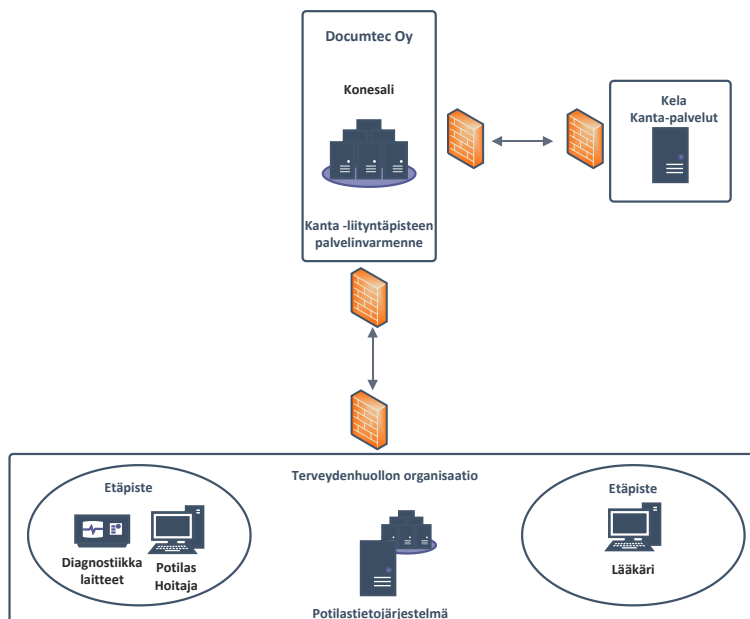 Documtec Oy
Konesali
Kanta -liityntäpisteen
palvelinvarmenne
Kela
Kanta-palvelut
Terveydenhuollon organisaatio
Etäpiste
Diagnostiikka
laitteet
Potilas
Hoitaja
Potilastietojärjestelmä
Etäpiste
Lääkäri